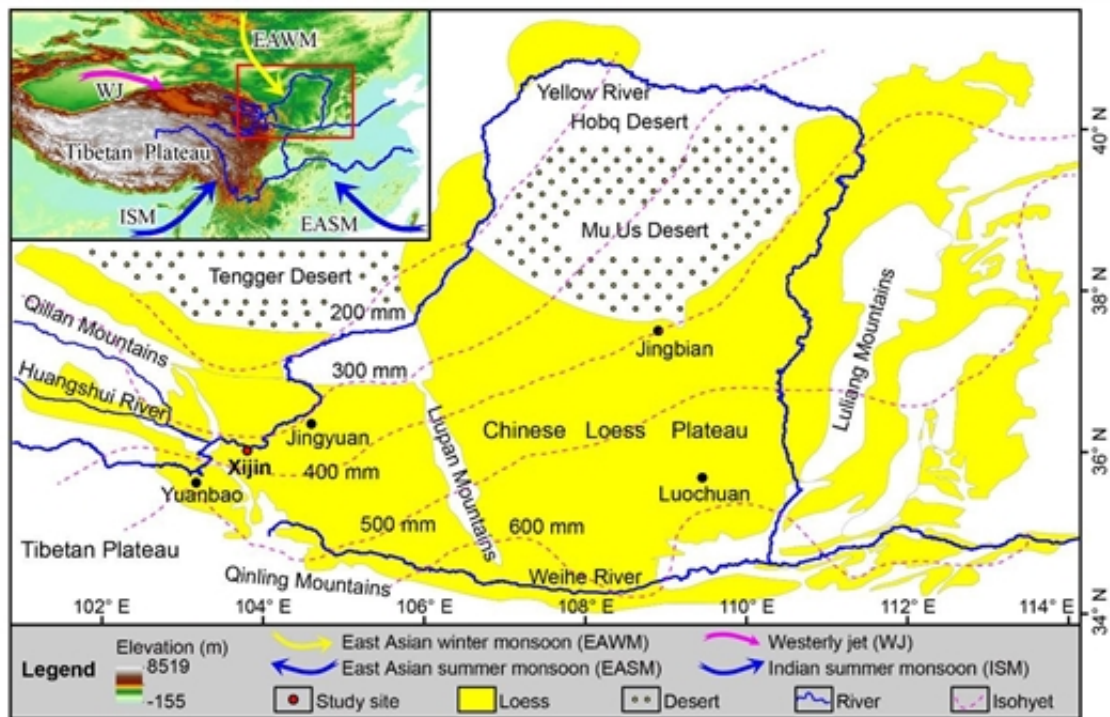 EAWM
WJ
Tibetan Plateau
ISM
EASM
Yellow River
Hobq Desert
40° N
Mu Us Desert
Tengger Desert
200 mm
38° N
Qilian Mountains
Jingbian
Luliang Mountains
300 mm
Huangshui River
Jingyuan
Liupan Mountains
Chinese Loess Plateau
36° N
Xijin
400 mm
Yuanbao
Luochuan
500 mm
600 mm
Tibetan Plateau
Qinling Mountains
Weihe River
34° N
102° E 104° E 106° E 108° E 110° E 112° E 114° E
Legend
Elevation (m)
8519
-155
East Asian winter monsoon (EAWM)
Westerly jet (WJ)
East Asian summer monsoon (EASM)
Indian summer monsoon (ISM)
Study site
Loess
Desert
River
Isohyet